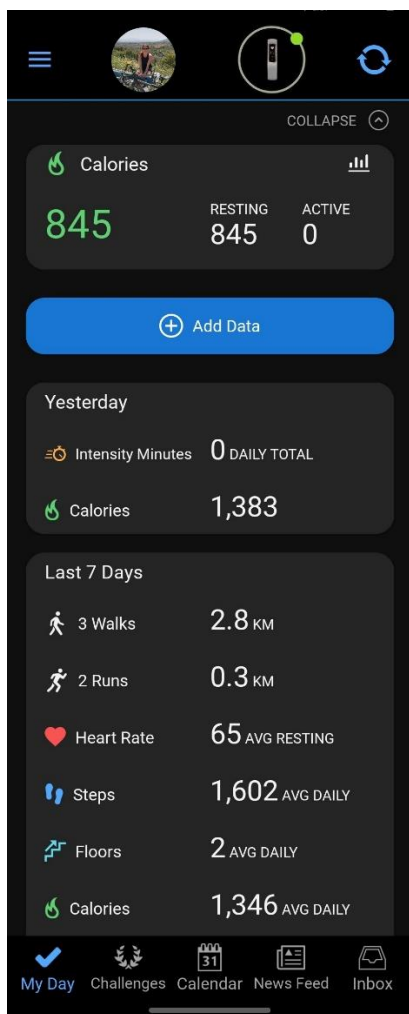 COLLAPSE
Calories
845
RESTING
845
ACTIVE
0
Add Data
Yesterday
Intensity Minutes 0 DAILY TOTAL
Calories 1,383
Last 7 Days
3 Walks 2.8 KM
2 Runs 0.3 KM
Heart Rate 65 AVG RESTING
Steps 1,602 AVG DAILY
Floors 2 AVG DAILY
Calories 1,346 AVG DAILY
31
My Day Challenges Calendar News Feed Inbox